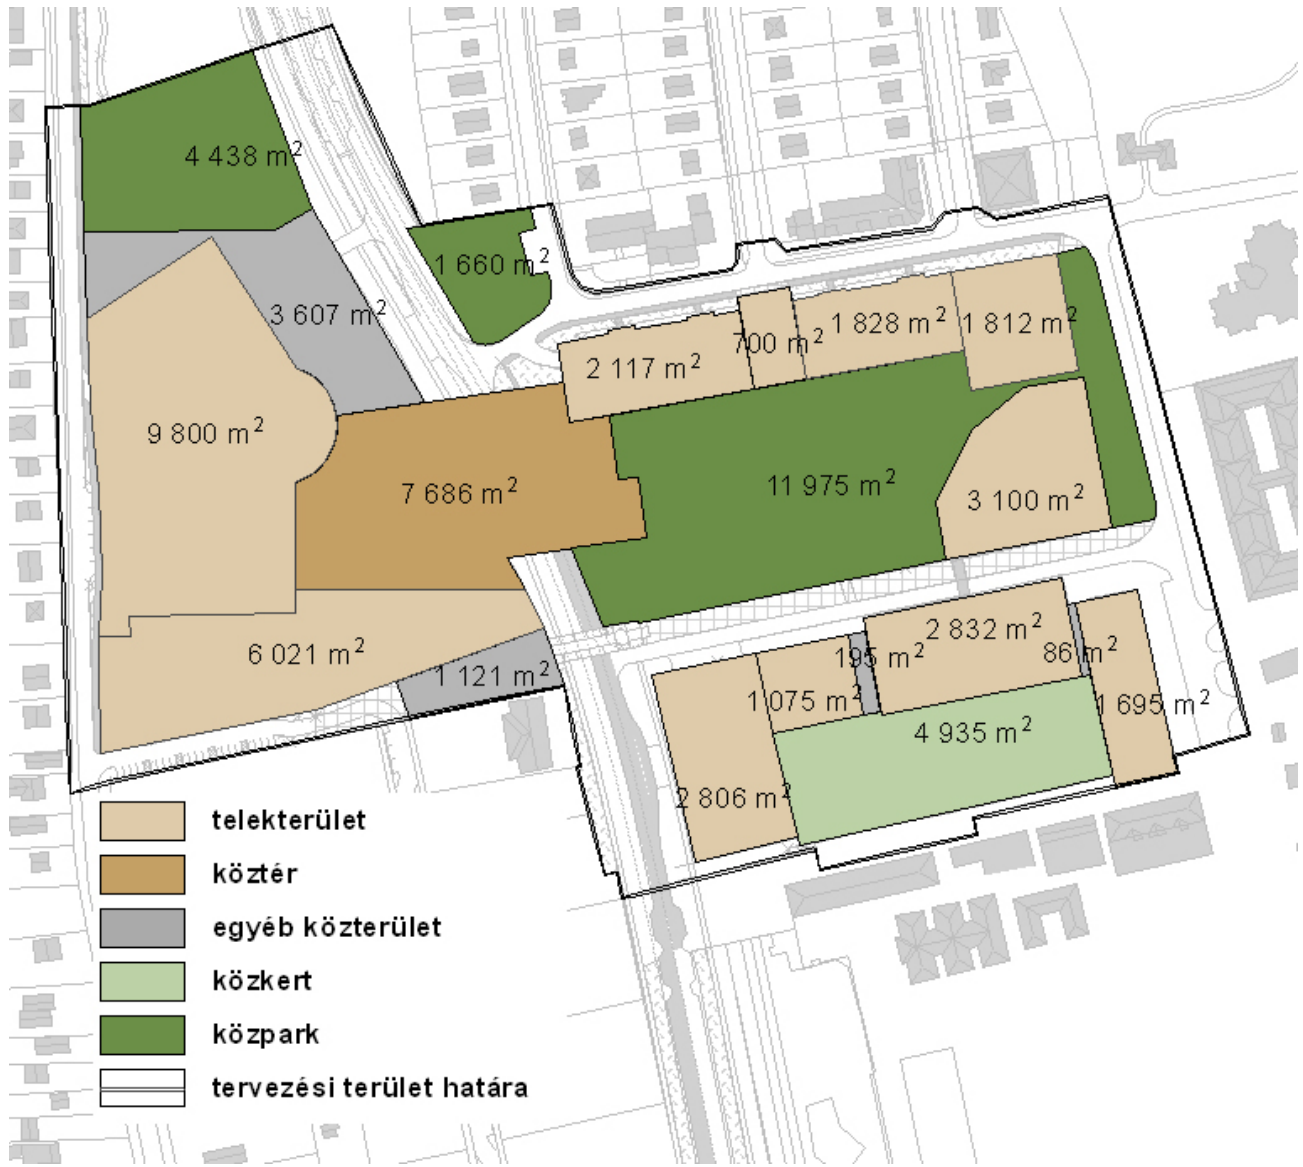 4 438 m²
1 660 m²
3 607 m²
1 828 m²
1 812 m²
700 m²
2 117 m²
9 800 m²
7 686 m²
11 975 m²
3 100 m²
2 832 m²
6 021 m²
195 m²
86 m²
1 121 m²
1 075 m²
1 695 m²
4 935 m²
2 806 m²
telekterület
köztér
egyéb közterület
közkert
közpark
tervezési terület határa